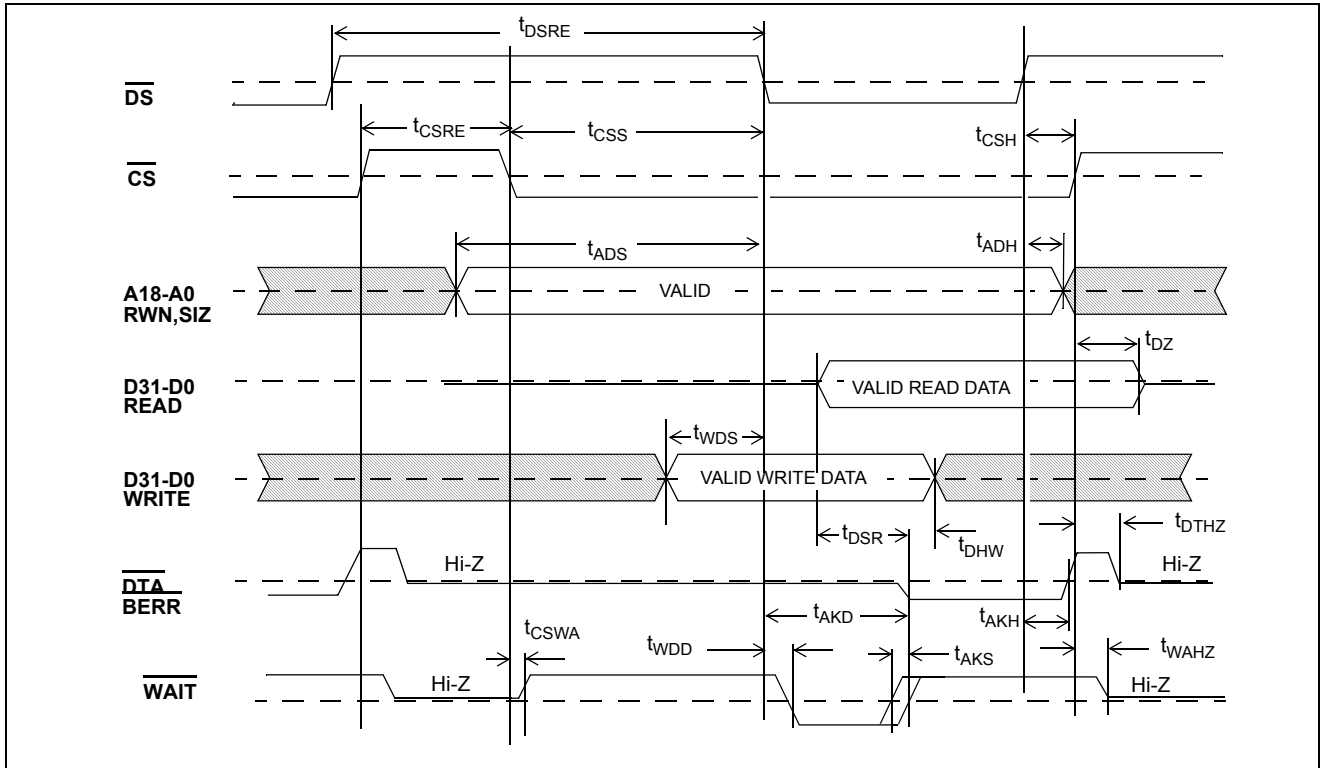 tDSRE
DS
tCSRE
tCSS
tCSH
CS
tADS
tADH
A18-A0
RWN,SIZ
VALID
tDZ
D31-D0
READ
VALID READ DATA
tWDS
D31-D0
WRITE
VALID WRITE DATA
tDTHZ
tDSR
tDHW
Hi-Z
Hi-Z
DTA
BERR
tAKD
tAKH
tCSWA
tWDD
tAKS
tWAHZ
WAIT
Hi-Z
Hi-Z